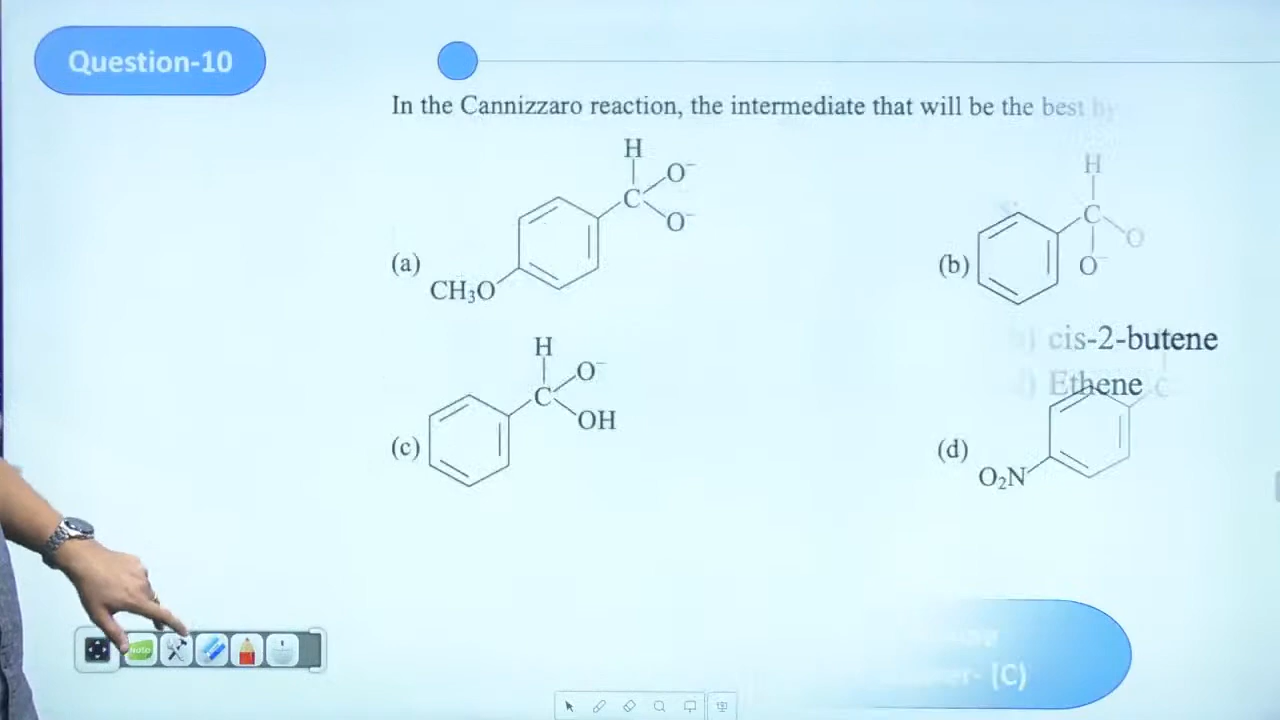 Question-10
In the Cannizzaro reaction, the intermediate that will be the best
(a)
H
C
O⁻
O⁻
CH₃O
(b)
H
C
O
O⁻
cis-2-butene
Ethene
(c)
H
C
O⁻
OH
(d)
C
O₂N
(C)